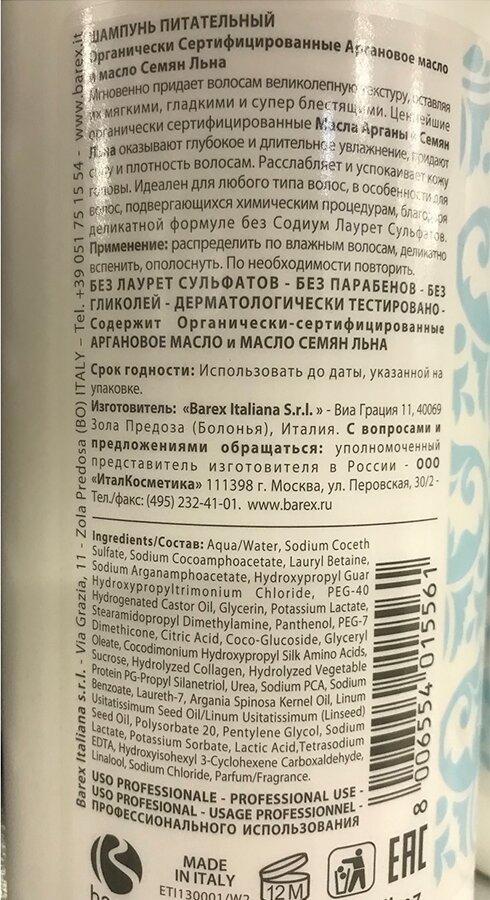 ШАМПУНЬ ПИТАТЕЛЬНЫЙ
Органически Сертифицированные Аргановое масло
и масло Семян Льна
Мгновенно придает волосам великолепную текстуру, оставляя
их мягкими, гладкими и супер блестящими. Ценнейшие
органически сертифицированные Масла Арганы и Семян
Льна оказывают глубокое и длительное увлажнение, придают
силу и плотность волосам. Расслабляет и успокаивает кожу
головы. Идеален для любого типа волос, в особенности для
волос, подвергающихся химическим процедурам, благодаря
деликатной формуле без Содиум Лаурет Сульфатов.
Применение: распределить по влажным волосам, деликатно
вспенить, ополоснуть. По необходимости повторить.
БЕЗ ЛАУРЕТ СУЛЬФАТОВ - БЕЗ ПАРАБЕНОВ - БЕЗ
ГЛИКОЛЕЙ - ДЕРМАТОЛОГИЧЕСКИ ТЕСТИРОВАНО -
Содержит Органически-сертифицированные
АРГАНОВОЕ МАСЛО и МАСЛО СЕМЯН ЛЬНА
Срок годности: Использовать до даты, указанной на
упаковке.
Изготовитель: «Barex Italiana S.r.l. » - Виа Грация 11, 40069
Зола Предоза (Болонья), Италия. С вопросами и
предложениями обращаться: уполномоченный
представитель изготовителя в России - ООО
«ИталКосметика» 111398 г. Москва, ул. Перовская, 30/2 -
Тел./факс: (495) 232-41-01. www.barex.ru
Ingredients/Состав: Aqua/Water, Sodium Coceth
Sulfate, Sodium Cocoamphoacetate, Lauryl Betaine,
Sodium Arganamphoacetate, Hydroxypropyl Guar
Hydroxypropyltrimonium Chloride, PEG-40
Hydrogenated Castor Oil, Glycerin, Potassium Lactate,
Stearamidopropyl Dimethylamine, Panthenol, PEG-7
Dimethicone, Citric Acid, Coco-Glucoside, Glyceryl
Oleate, Cocodimonium Hydroxypropyl Silk Amino Acids,
Sucrose, Hydrolyzed Collagen, Hydrolyzed Vegetable
Protein PG-Propyl Silanetriol, Urea, Sodium PCA, Sodium
Benzoate, Laureth-7, Argania Spinosa Kernel Oil, Linum
Usitatissimum Seed Oil/Linum Usitatissimum (Linseed)
Seed Oil, Polysorbate 20, Pentylene Glycol, Sodium
Lactate, Potassium Sorbate, Lactic Acid,Tetrasodium
EDTA, Hydroxyisohexyl 3-Cyclohexene Carboxaldehyde,
Linalool, Sodium Chloride, Parfum/Fragrance.
USO PROFESSIONALE - PROFESSIONAL USE -
USO PROFESIONAL - USAGE PROFESSIONNEL -
ПРОФЕССИОНАЛЬНОГО ИСПОЛЬЗОВАНИЯ
Barex Italiana s.r.l. - Via Grazia, 11 - Zola Predosa (BO) ITALY – Tel. +39 051 75 15 54 - www.barex.it
8 006554 015561
MADE
IN ITALY
ETI130001/W2
12 M
EAC